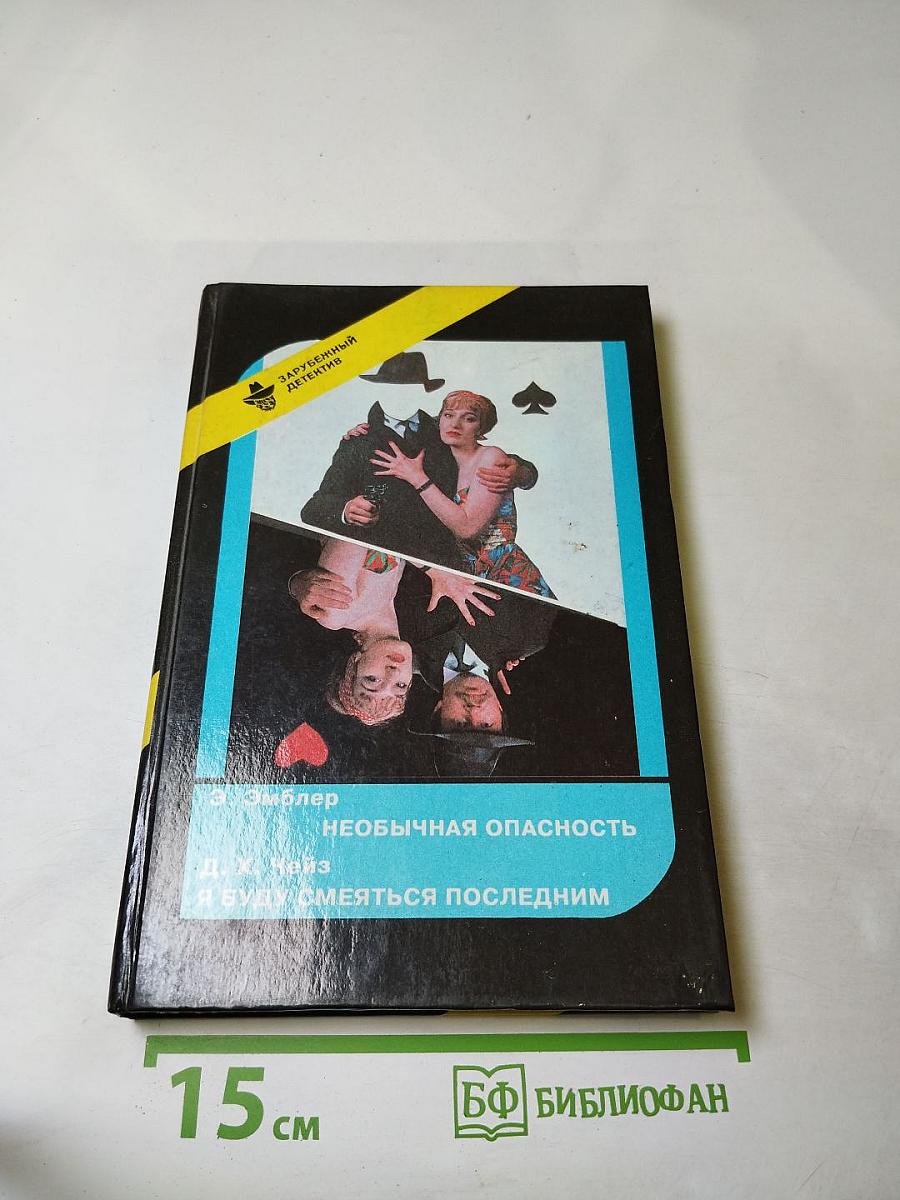 ЗАРУБЕЖНЫЙ
ДЕТЕКТИВ
Э. Эмблер
НЕОБЫЧНАЯ ОПАСНОСТЬ
Д. Х. Чейз
Я БУДУ СМЕЯТЬСЯ ПОСЛЕДНИМ
15 см
БФ БИБЛИОФАН